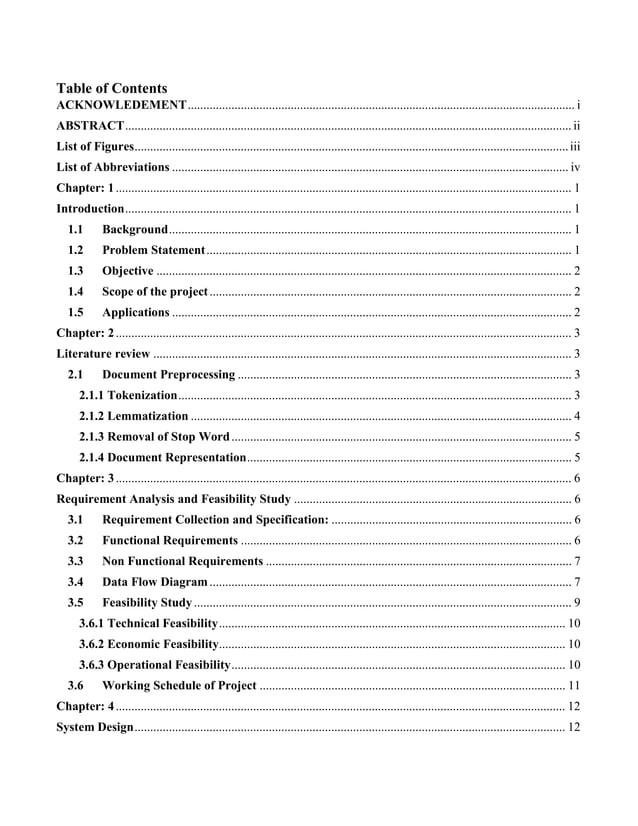 Table of Contents
ACKNOWLEDEMENT i
ABSTRACT ii
List of Figures iii
List of Abbreviations iv
Chapter: 1 1
Introduction 1
1.1 Background 1
1.2 Problem Statement 1
1.3 Objective 2
1.4 Scope of the project 2
1.5 Applications 2
Chapter: 2 3
Literature review 3
2.1 Document Preprocessing 3
2.1.1 Tokenization 3
2.1.2 Lemmatization 4
2.1.3 Removal of Stop Word 5
2.1.4 Document Representation 5
Chapter: 3 6
Requirement Analysis and Feasibility Study 6
3.1 Requirement Collection and Specification: 6
3.2 Functional Requirements 6
3.3 Non Functional Requirements 7
3.4 Data Flow Diagram 7
3.5 Feasibility Study 9
3.6.1 Technical Feasibility 10
3.6.2 Economic Feasibility 10
3.6.3 Operational Feasibility 10
3.6 Working Schedule of Project 11
Chapter: 4 12
System Design 12